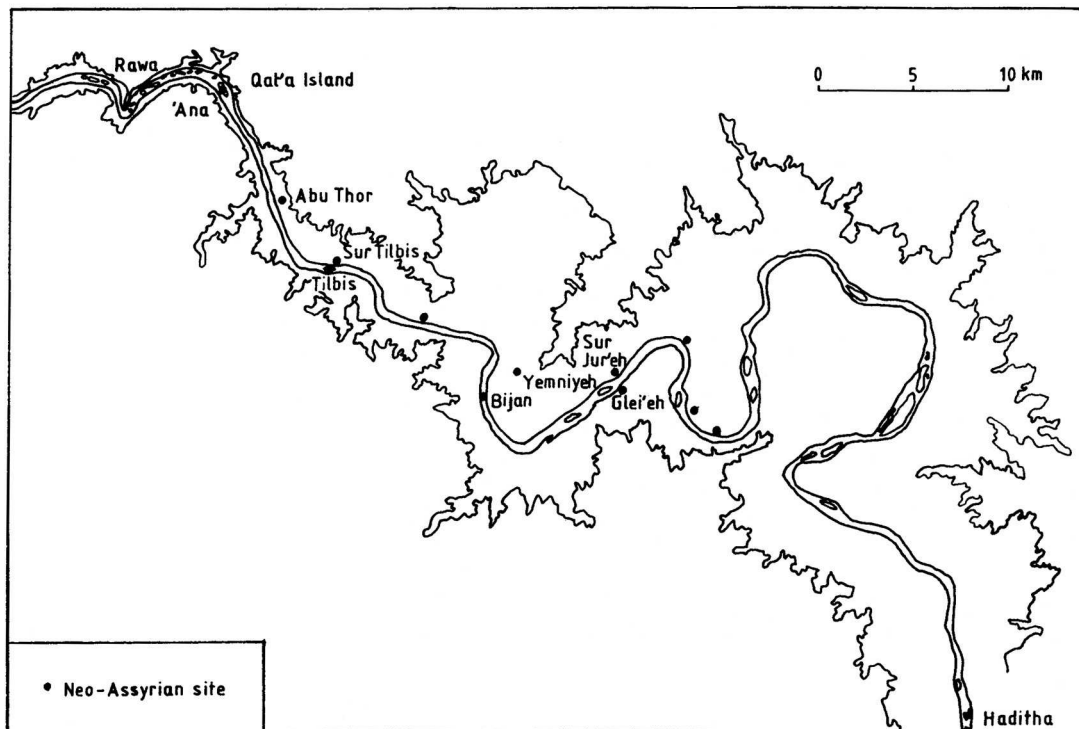 Rawa
Qal'a Island
'Ana
0 5 10 km
Abu Thor
Sur Tilbis
Tilbis
Sur
Jur'eh
Yemniyeh
Glei'eh
Bijan
• Neo-Assyrian site
Haditha